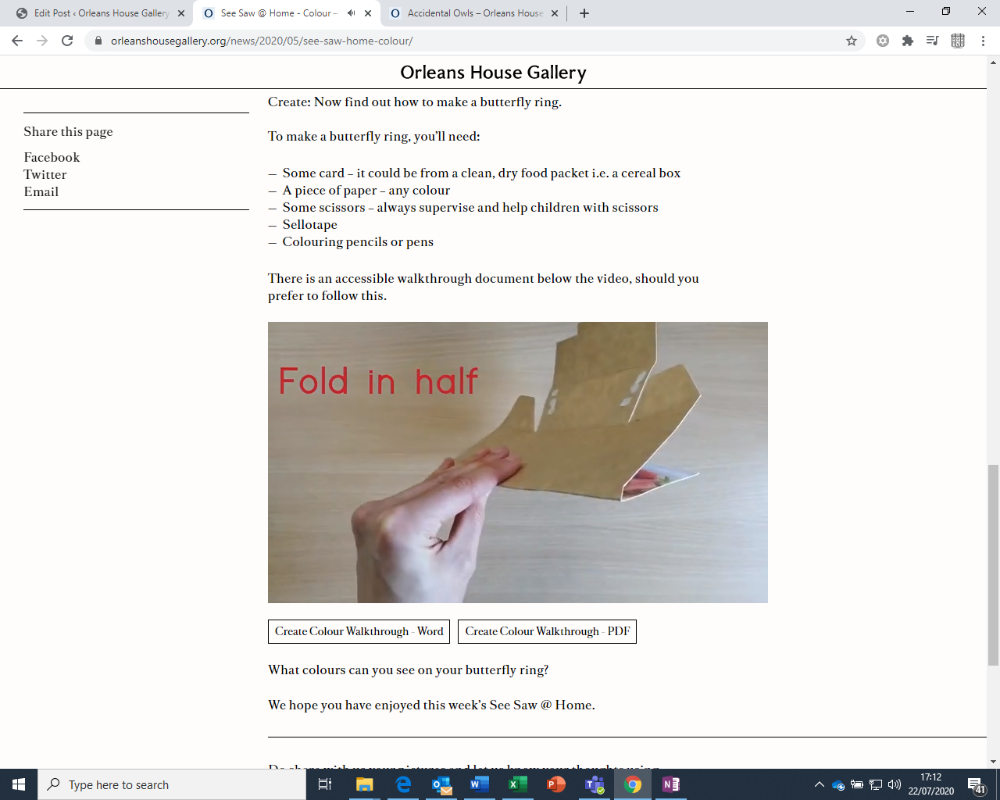 Edit Post ‹ Orleans House Gallery
See Saw @ Home - Colour –
Accidental Owls – Orleans House
orleanshousegallery.org/news/2020/05/see-saw-home-colour/
Orleans House Gallery
Share this page
Facebook
Twitter
Email
Create: Now find out how to make a butterfly ring.
To make a butterfly ring, you’ll need:
– Some card – it could be from a clean, dry food packet i.e. a cereal box
– A piece of paper – any colour
– Some scissors – always supervise and help children with scissors
– Sellotape
– Colouring pencils or pens
There is an accessible walkthrough document below the video, should you
prefer to follow this.
Fold in half
Create Colour Walkthrough - Word
Create Colour Walkthrough - PDF
What colours can you see on your butterfly ring?
We hope you have enjoyed this week’s See Saw @ Home.
Type here to search
17:12
22/07/2020
41